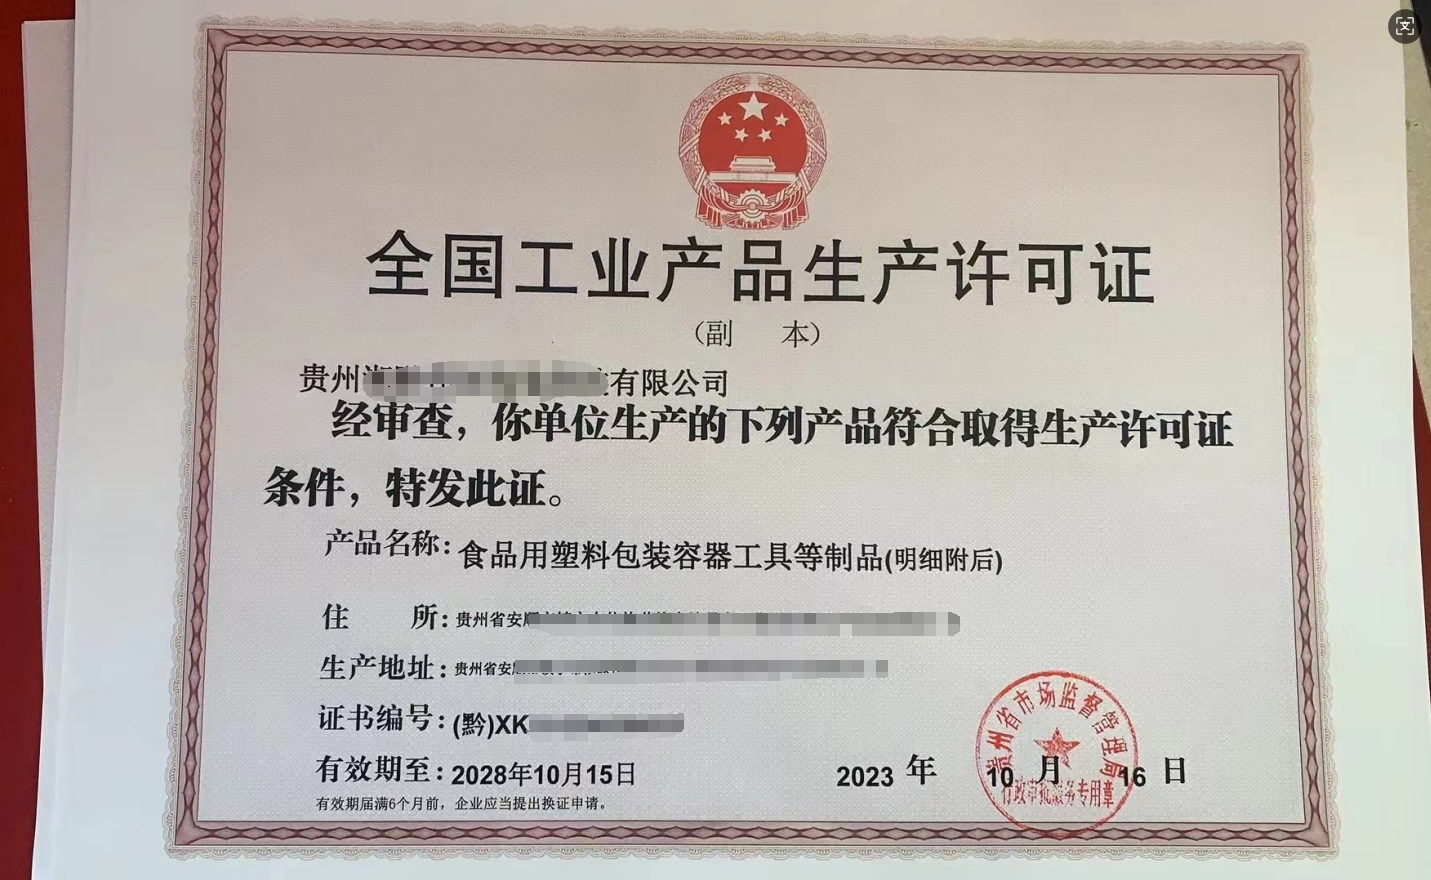 全国工业产品生产许可证
（副 本）
贵州 有限公司
经审查，你单位生产的下列产品符合取得生产许可证
条件，特发此证。
产品名称：食品用塑料包装容器工具等制品(明细附后)
住 所：贵州省安
生产地址：贵州省安
证书编号：(黔)XK
有效期至：2028年10月15日
2023 年 10 月 16 日
有效期届满6个月前，企业应当提出换证申请。
贵州省市场监督管理局
行政审批服务专用章